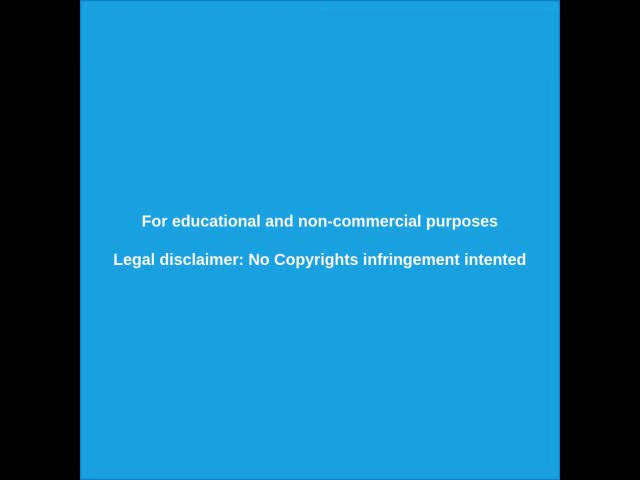 For educational and non-commercial purposes
Legal disclaimer: No Copyrights infringement intented